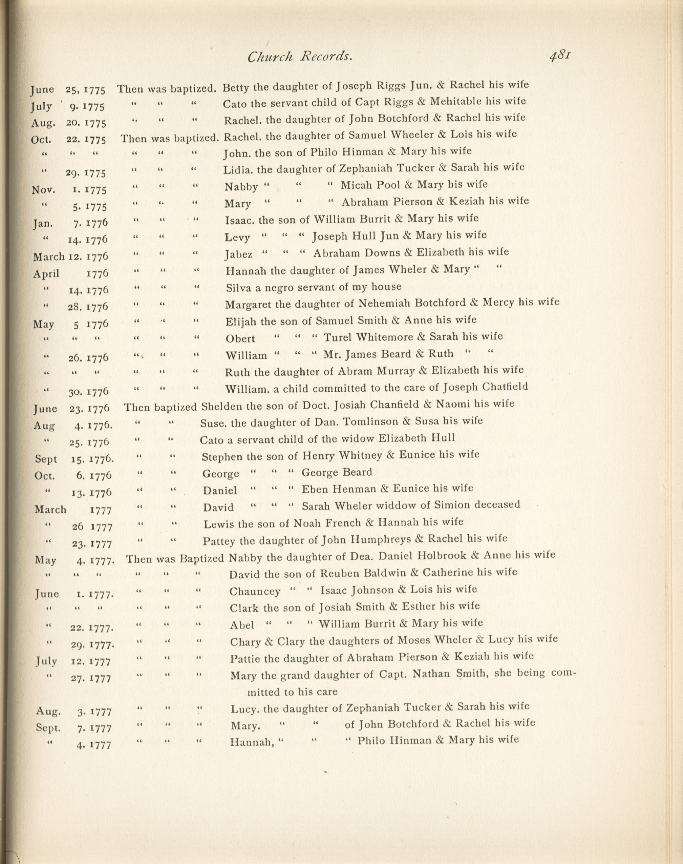 Church Records. 481
June 25, 1775 Then was baptized. Betty the daughter of Joseph Riggs Jun. & Rachel his wife
July 9. 1775 " " " Cato the servant child of Capt Riggs & Mehitable his wife
Aug. 20. 1775 " " " Rachel. the daughter of John Botchford & Rachel his wife
Oct. 22. 1775 Then was baptized. Rachel. the daughter of Samuel Wheeler & Lois his wife
" " " " " " John. the son of Philo Hinman & Mary his wife
" 29. 1775 " " " Lidia. the daughter of Zephaniah Tucker & Sarah his wife
Nov. 1. 1775 " " " Nabby " " " Micah Pool & Mary his wife
" 5. 1775 " " " Mary " " " Abraham Pierson & Keziah his wife
Jan. 7. 1776 " " " Isaac. the son of William Burrit & Mary his wife
" 14. 1776 " " " Levy " " " Joseph Hull Jun & Mary his wife
March 12. 1776 " " " Jabez " " " Abraham Downs & Elizabeth his wife
April 1776 " " " Hannah the daughter of James Wheler & Mary " "
" 14. 1776 " " " Silva a negro servant of my house
" 28. 1776 " " " Margaret the daughter of Nehemiah Botchford & Mercy his wife
May 5 1776 " " " Elijah the son of Samuel Smith & Anne his wife
" " " " " " Obert " " " Turel Whitemore & Sarah his wife
" 26. 1776 " " " William " " " Mr. James Beard & Ruth " "
" " " " " " Ruth the daughter of Abram Murray & Elizabeth his wife
" 30. 1776 " " " William. a child committed to the care of Joseph Chatfield
June 23. 1776 Then baptized Shelden the son of Doct. Josiah Chanfield & Naomi his wife
Aug 4. 1776. " " Suse. the daughter of Dan. Tomlinson & Susa his wife
" 25. 1776 " " Cato a servant child of the widow Elizabeth Hull
Sept 15. 1776. " " Stephen the son of Henry Whitney & Eunice his wife
Oct. 6. 1776 " " George " " " George Beard
" 13. 1776 " " Daniel " " " Eben Henman & Eunice his wife
March 1777 " " David " " " Sarah Wheler widdow of Simion deceased
" 26 1777 " " Lewis the son of Noah French & Hannah his wife
" 23. 1777 " " Pattey the daughter of John Humphreys & Rachel his wife
May 4. 1777. Then was Baptized Nabby the daughter of Dea. Daniel Holbrook & Anne his wife
" " " " " " David the son of Reuben Baldwin & Catherine his wife
June 1. 1777. " " " Chauncey " " Isaac Johnson & Lois his wife
" " " " " " Clark the son of Josiah Smith & Esther his wife
" 22. 1777. " " " Abel " " " William Burrit & Mary his wife
" 29. 1777. " " " Chary & Clary the daughters of Moses Wheler & Lucy his wife
July 12. 1777 " " " Pattie the daughter of Abraham Pierson & Keziah his wife
" 27. 1777 " " " Mary the grand daughter of Capt. Nathan Smith, she being com-
mitted to his care
Aug. 3. 1777 " " " Lucy. the daughter of Zephaniah Tucker & Sarah his wife
Sept. 7. 1777 " " " Mary. " " of John Botchford & Rachel his wife
" 4. 1777 " " " Hannah, " " " Philo Hinman & Mary his wife